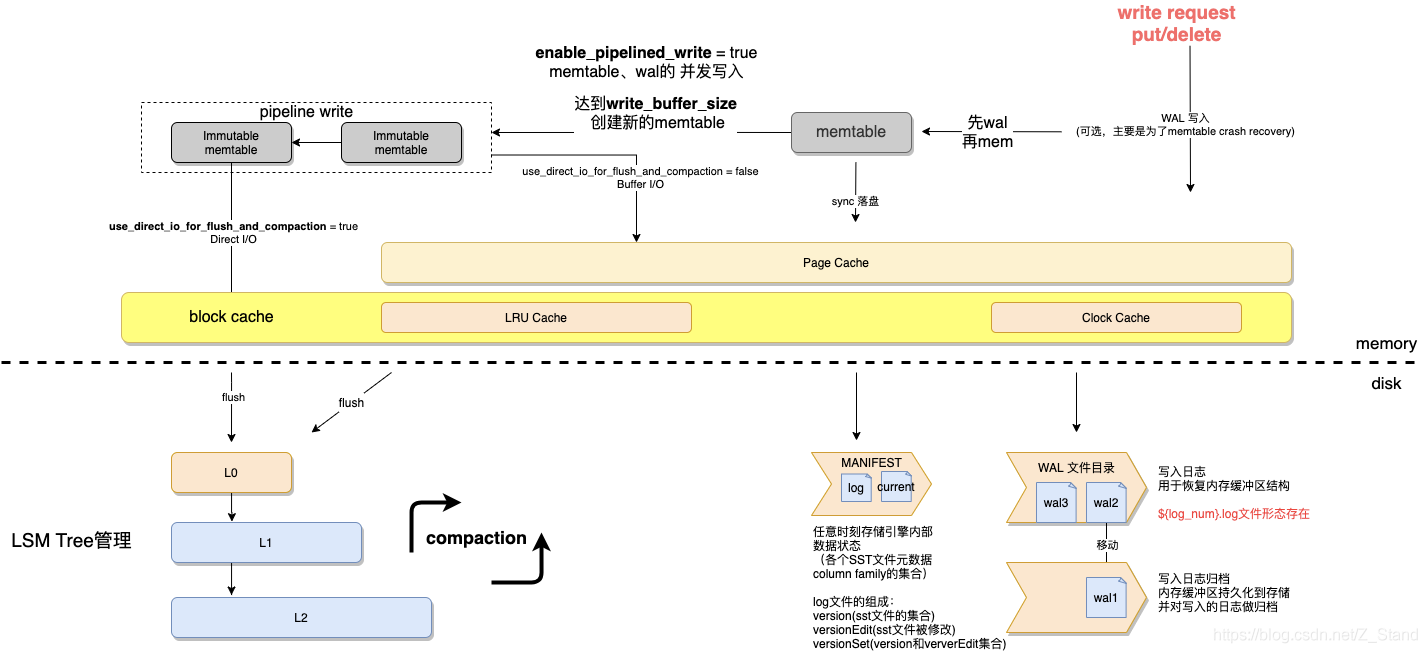 write request
put/delete
enable_pipelined_write = true
memtable、wal的 并发写入
pipeline write
Immutable
memtable
Immutable
memtable
达到write_buffer_size
创建新的memtable
memtable
先wal
再mem
WAL 写入
(可选，主要是为了memtable crash recovery)
use_direct_io_for_flush_and_compaction = false
Buffer I/O
sync 落盘
use_direct_io_for_flush_and_compaction = true
Direct I/O
Page Cache
block cache
LRU Cache
Clock Cache
memory
disk
flush
flush
L0
L1
L2
LSM Tree管理
compaction
MANIFEST
log
current
任意时刻存储引擎内部
数据状态
（各个SST文件元数据
column family的集合）
log文件的组成：
version(sst文件的集合)
versionEdit(sst文件被修改)
versionSet(version和ververEdit集合)
WAL 文件目录
wal3
wal2
移动
wal1
写入日志
用于恢复内存缓冲区结构
${log_num}.log文件形态存在
写入日志归档
内存缓冲区持久化到存储
并对写入的日志做归档
https://blog.csdn.net/Z_Stand